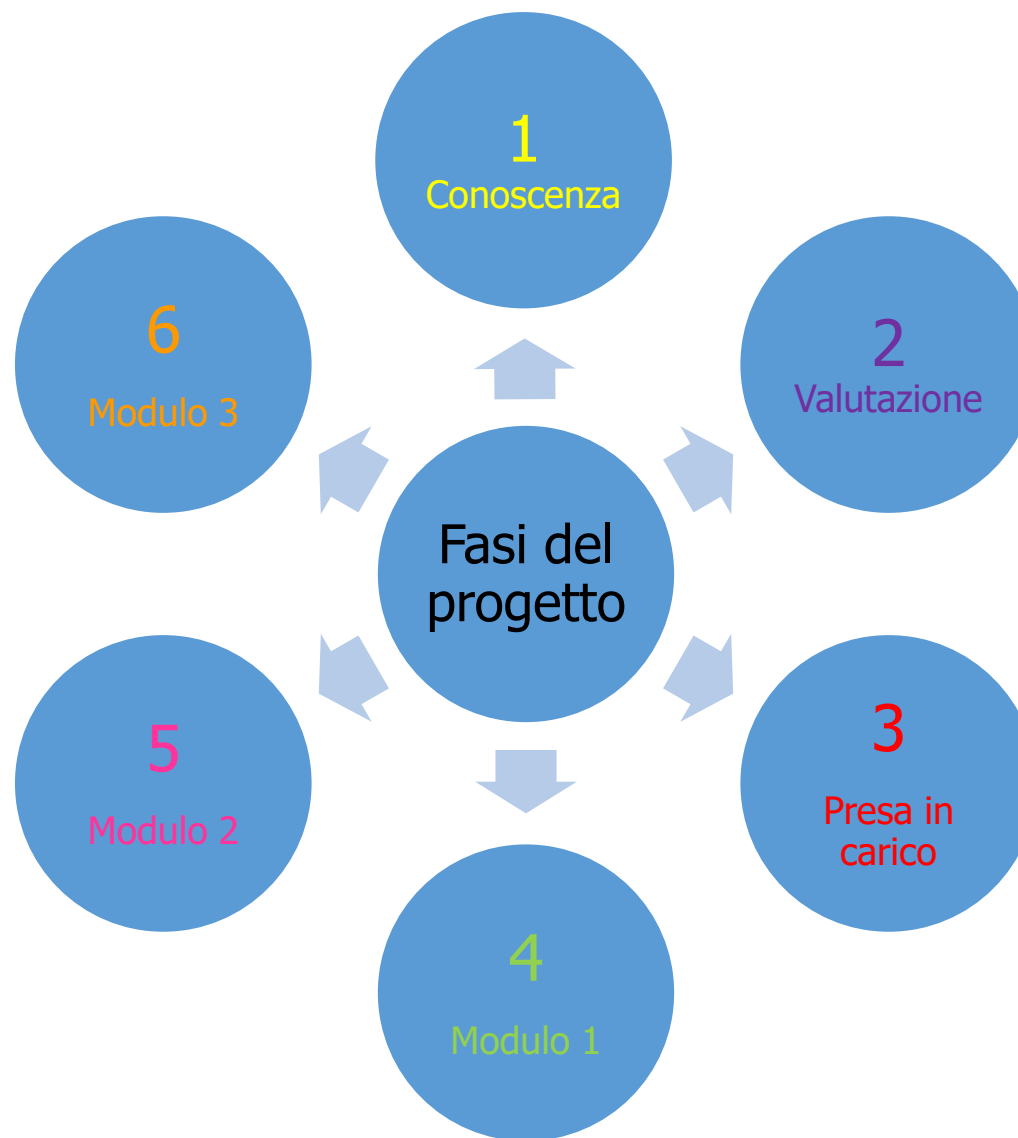 1
Conoscenza
2
Valutazione
3
Presa in
carico
4
Modulo 1
5
Modulo 2
6
Modulo 3
Fasi del
progetto